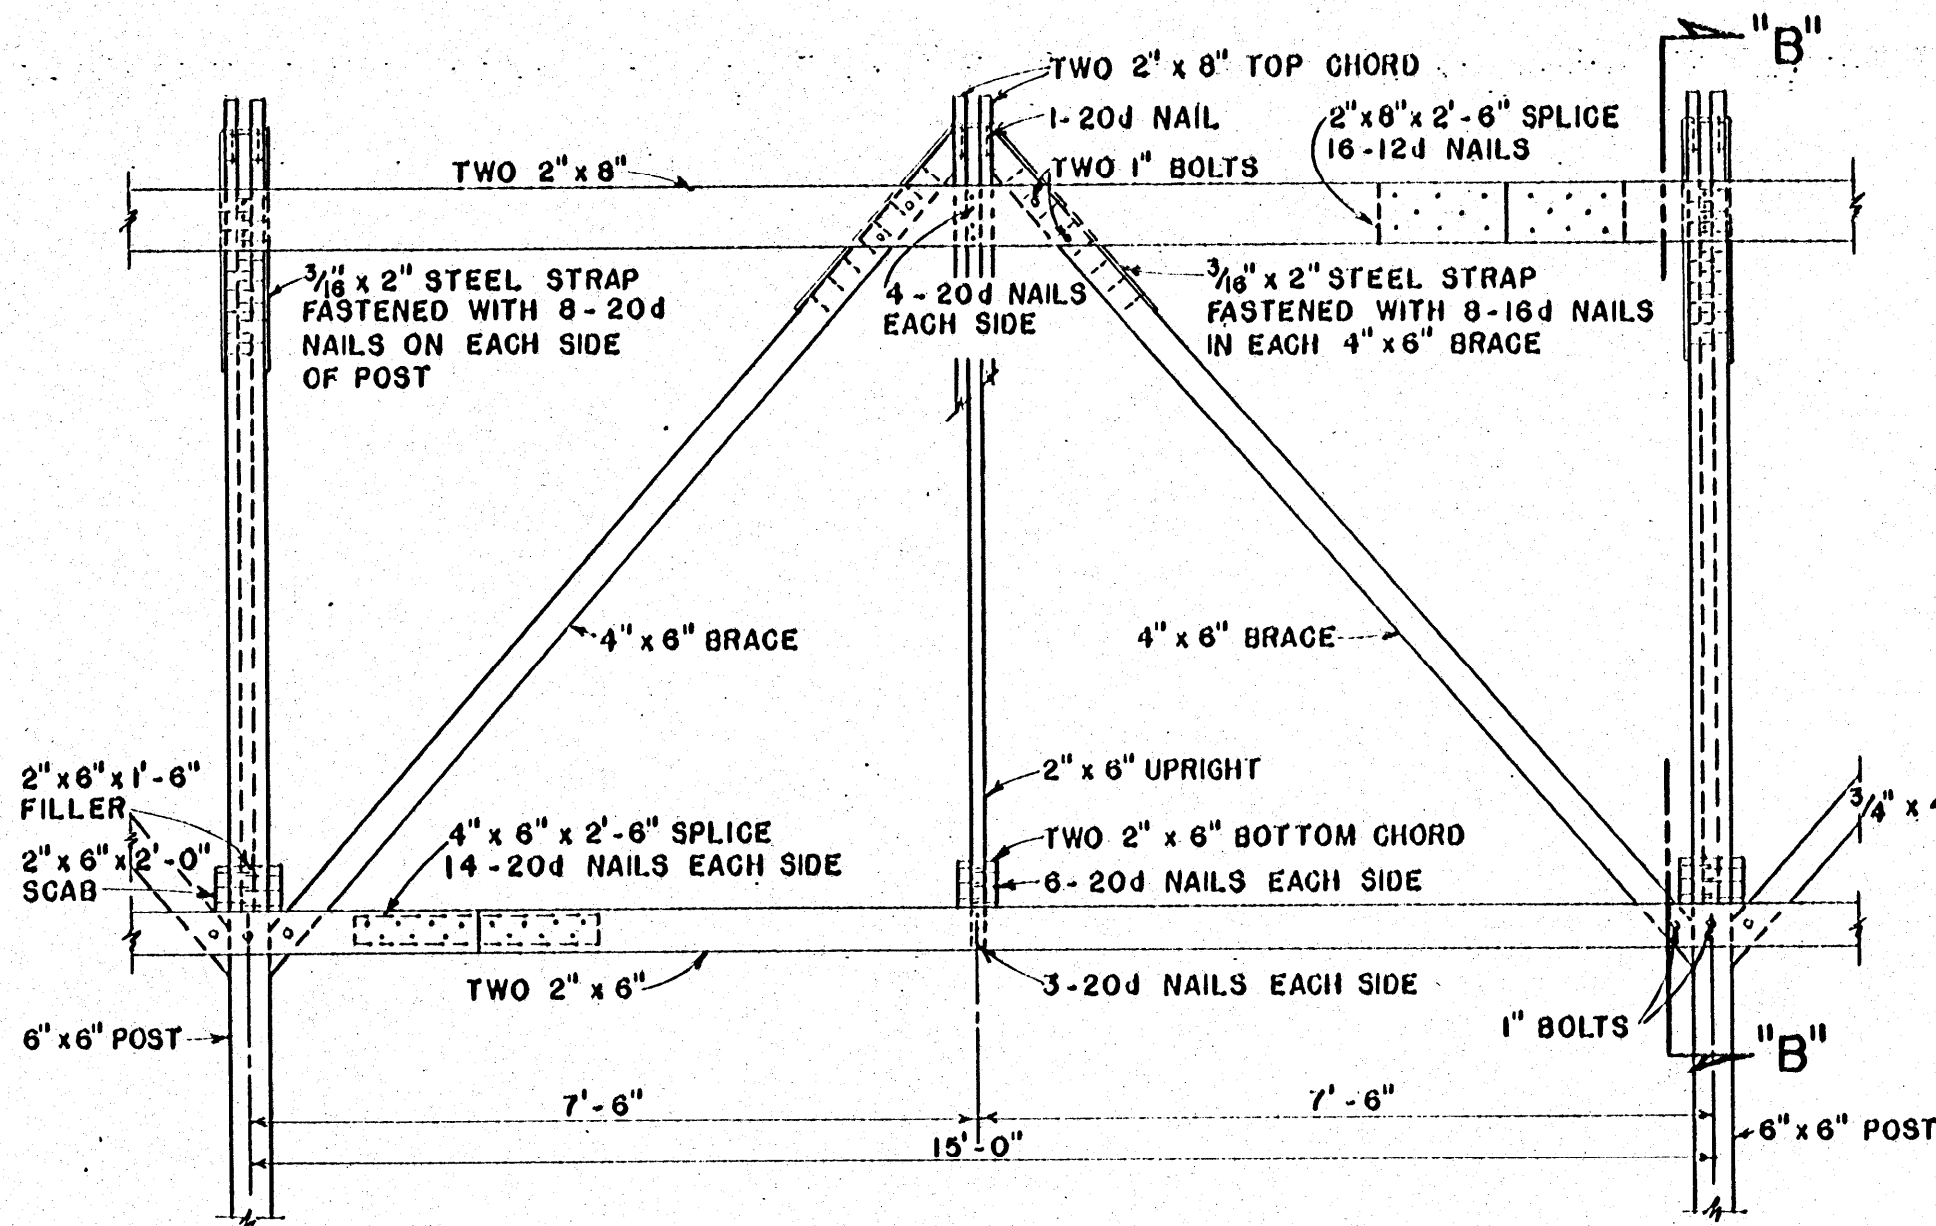 "B"
TWO 2" x 8" TOP CHORD
1-20d NAIL
2"x8"x2'-6" SPLICE
16-12d NAILS
TWO 2" x 8"
TWO 1" BOLTS
3/16" x 2" STEEL STRAP
FASTENED WITH 8-20d
NAILS ON EACH SIDE
OF POST
4-20d NAILS
EACH SIDE
3/16" x 2" STEEL STRAP
FASTENED WITH 8-16d NAILS
IN EACH 4"x6" BRACE
4" x 6" BRACE
4" x 6" BRACE
2" x 6" x 1'-6"
FILLER
2" x 6" x 2'-0"
SCAB
4" x 6" x 2'-6" SPLICE
14-20d NAILS EACH SIDE
2" x 6" UPRIGHT
TWO 2" x 6" BOTTOM CHORD
6-20d NAILS EACH SIDE
3/4" x 4
TWO 2" x 6"
3-20d NAILS EACH SIDE
6" x6" POST
1" BOLTS
"B"
7'-6"
7'-6"
15'-0"
6" x 6" POST